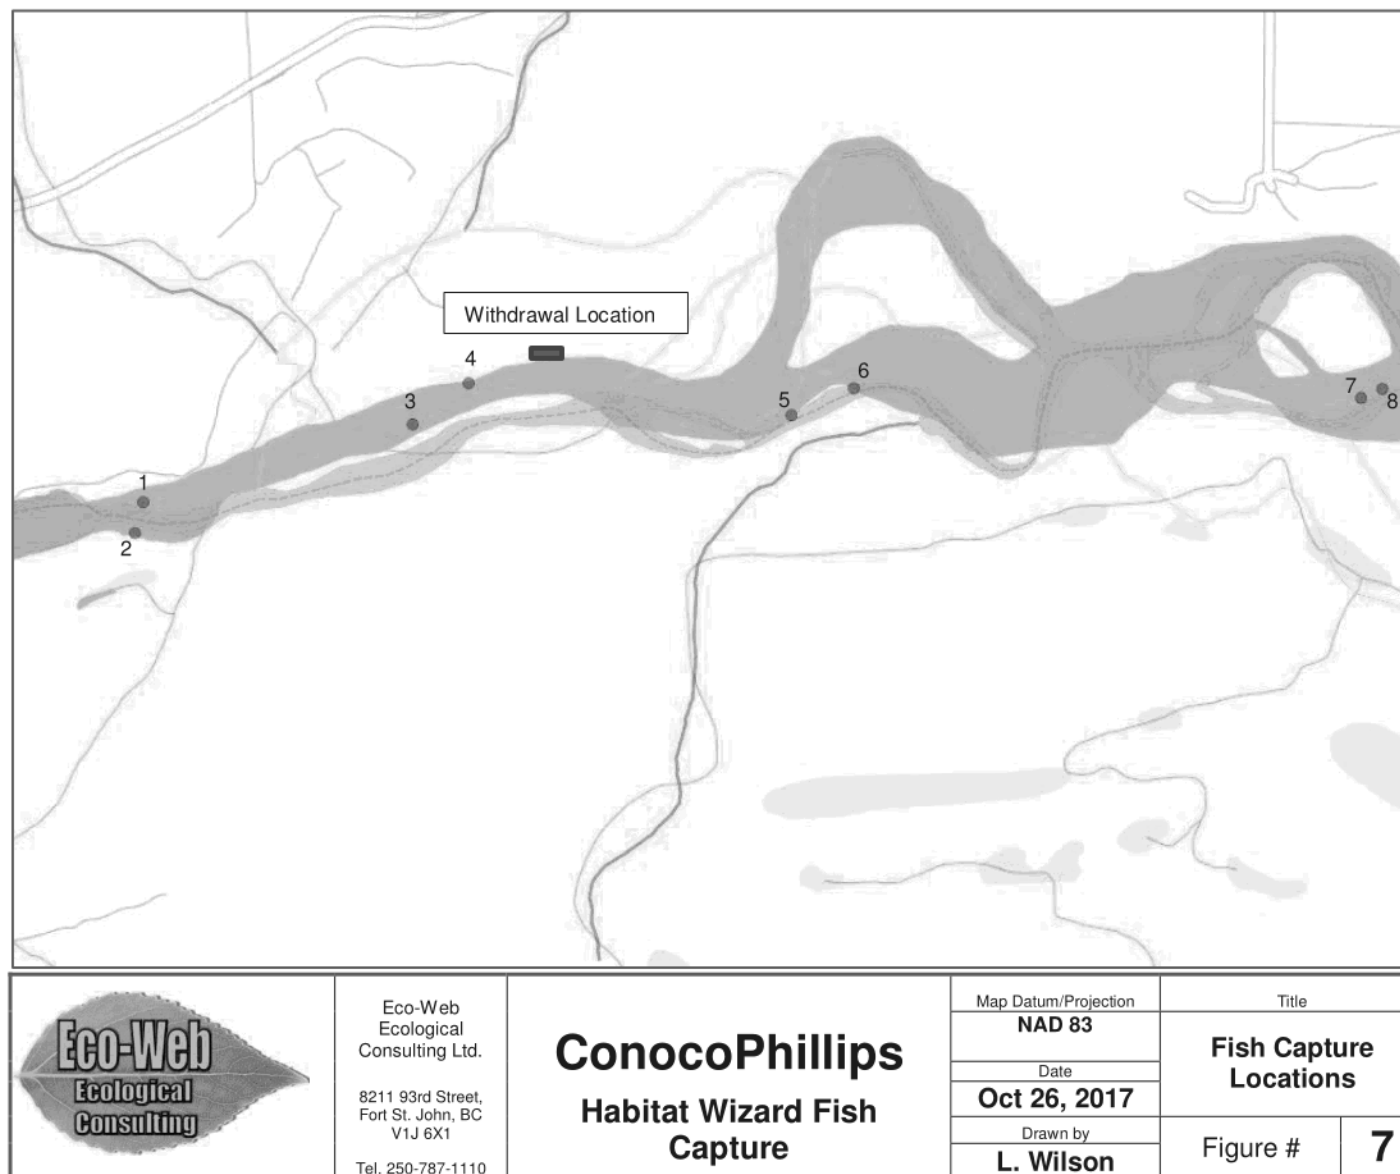 Withdrawal Location
4
3
6
5
7
8
1
2
Eco-Web
Ecological
Consulting
Eco-Web
Ecological
Consulting Ltd.
8211 93rd Street,
Fort St. John, BC
V1J 6X1
Tel. 250-787-1110
ConocoPhillips
Habitat Wizard Fish
Capture
Map Datum/Projection
NAD 83
Date
Oct 26, 2017
Drawn by
L. Wilson
Title
Fish Capture
Locations
Figure #
7